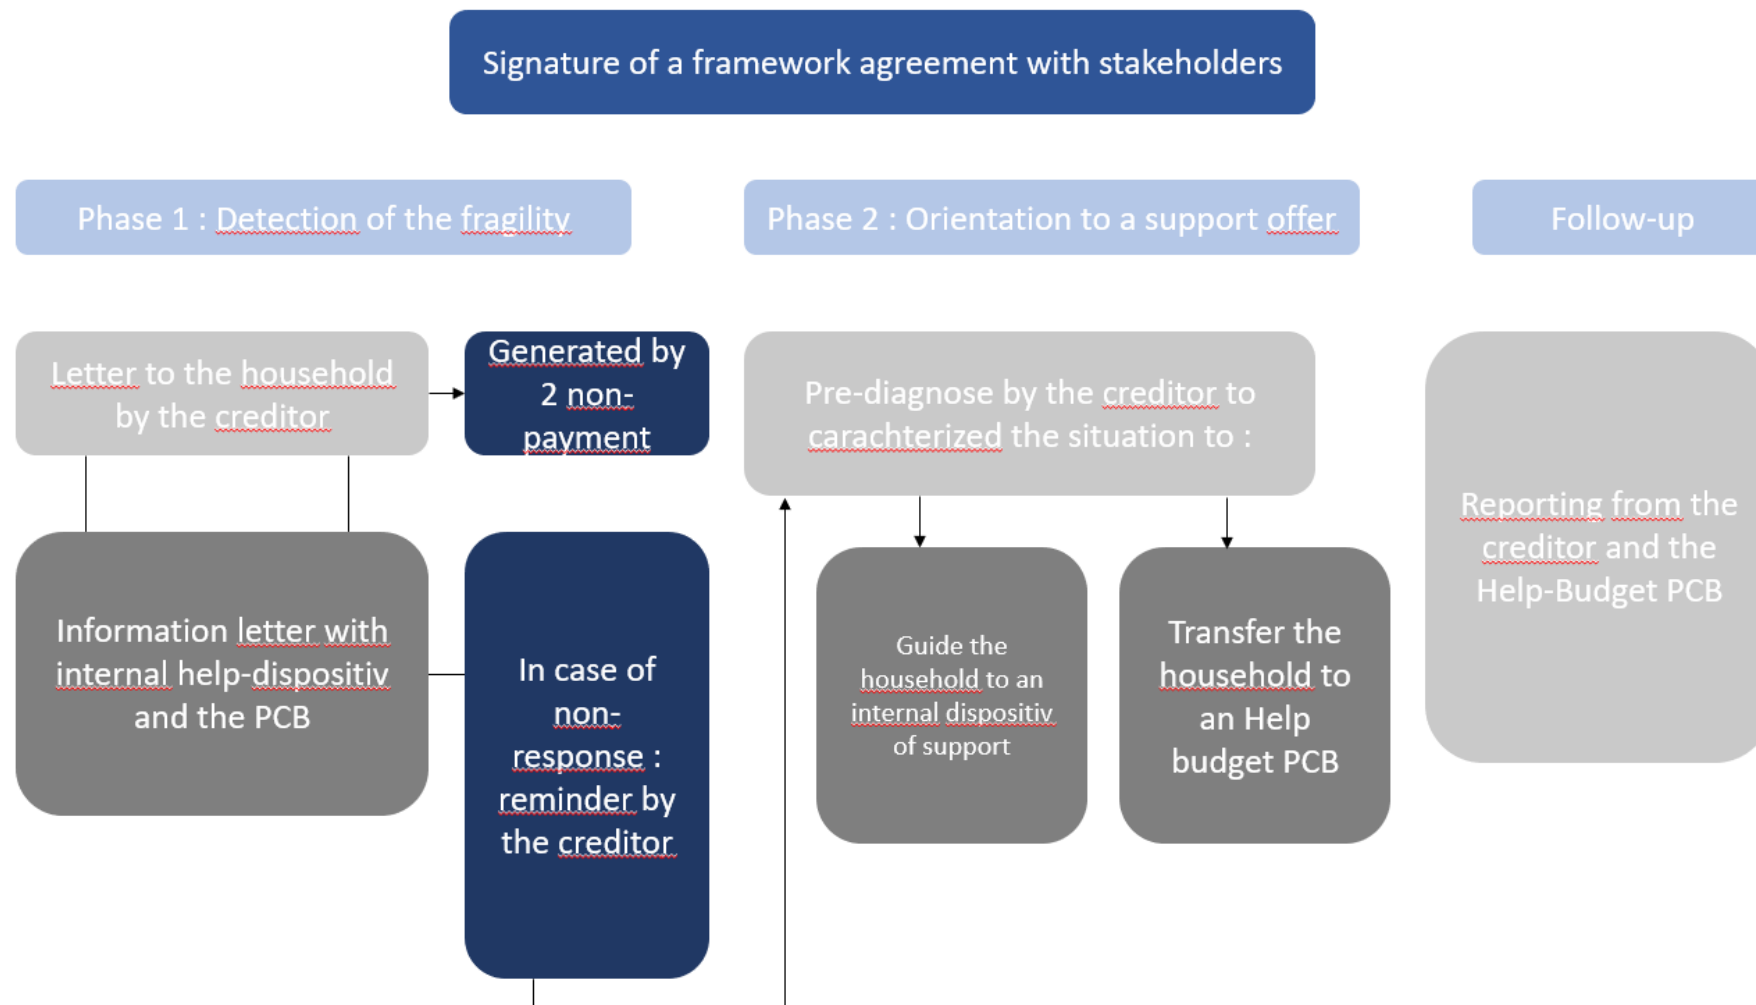 Signature of a framework agreement with stakeholders
Phase 1 : Detection of the fragility
Phase 2 : Orientation to a support offer
Follow-up
Letter to the household
by the creditor
Generated by
2 non-
payment
Pre-diagnose by the creditor to
carachterized the situation to :
Information letter with
internal help-dispositiv
and the PCB
In case of
non-
response :
reminder by
the creditor
Guide the
household to an
internal dispositiv
of support
Transfer the
household to
an Help
budget PCB
Reporting from the
creditor and the
Help-Budget PCB